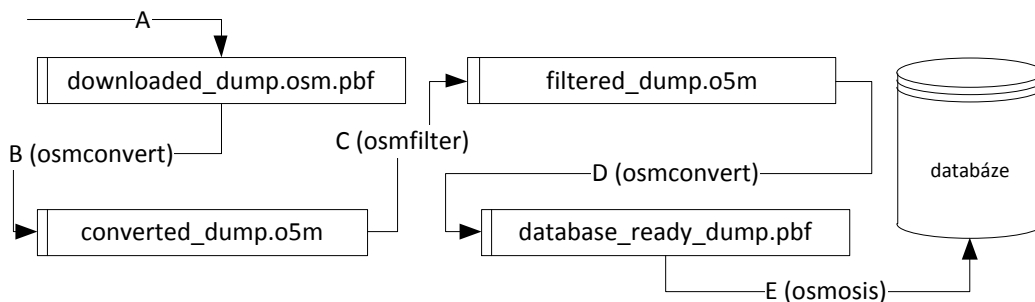 A
downloaded_dump.osm.pbf
B (osmconvert)
converted_dump.o5m
C (osmfilter)
filtered_dump.o5m
D (osmconvert)
database_ready_dump.pbf
E (osmosis)
databáze